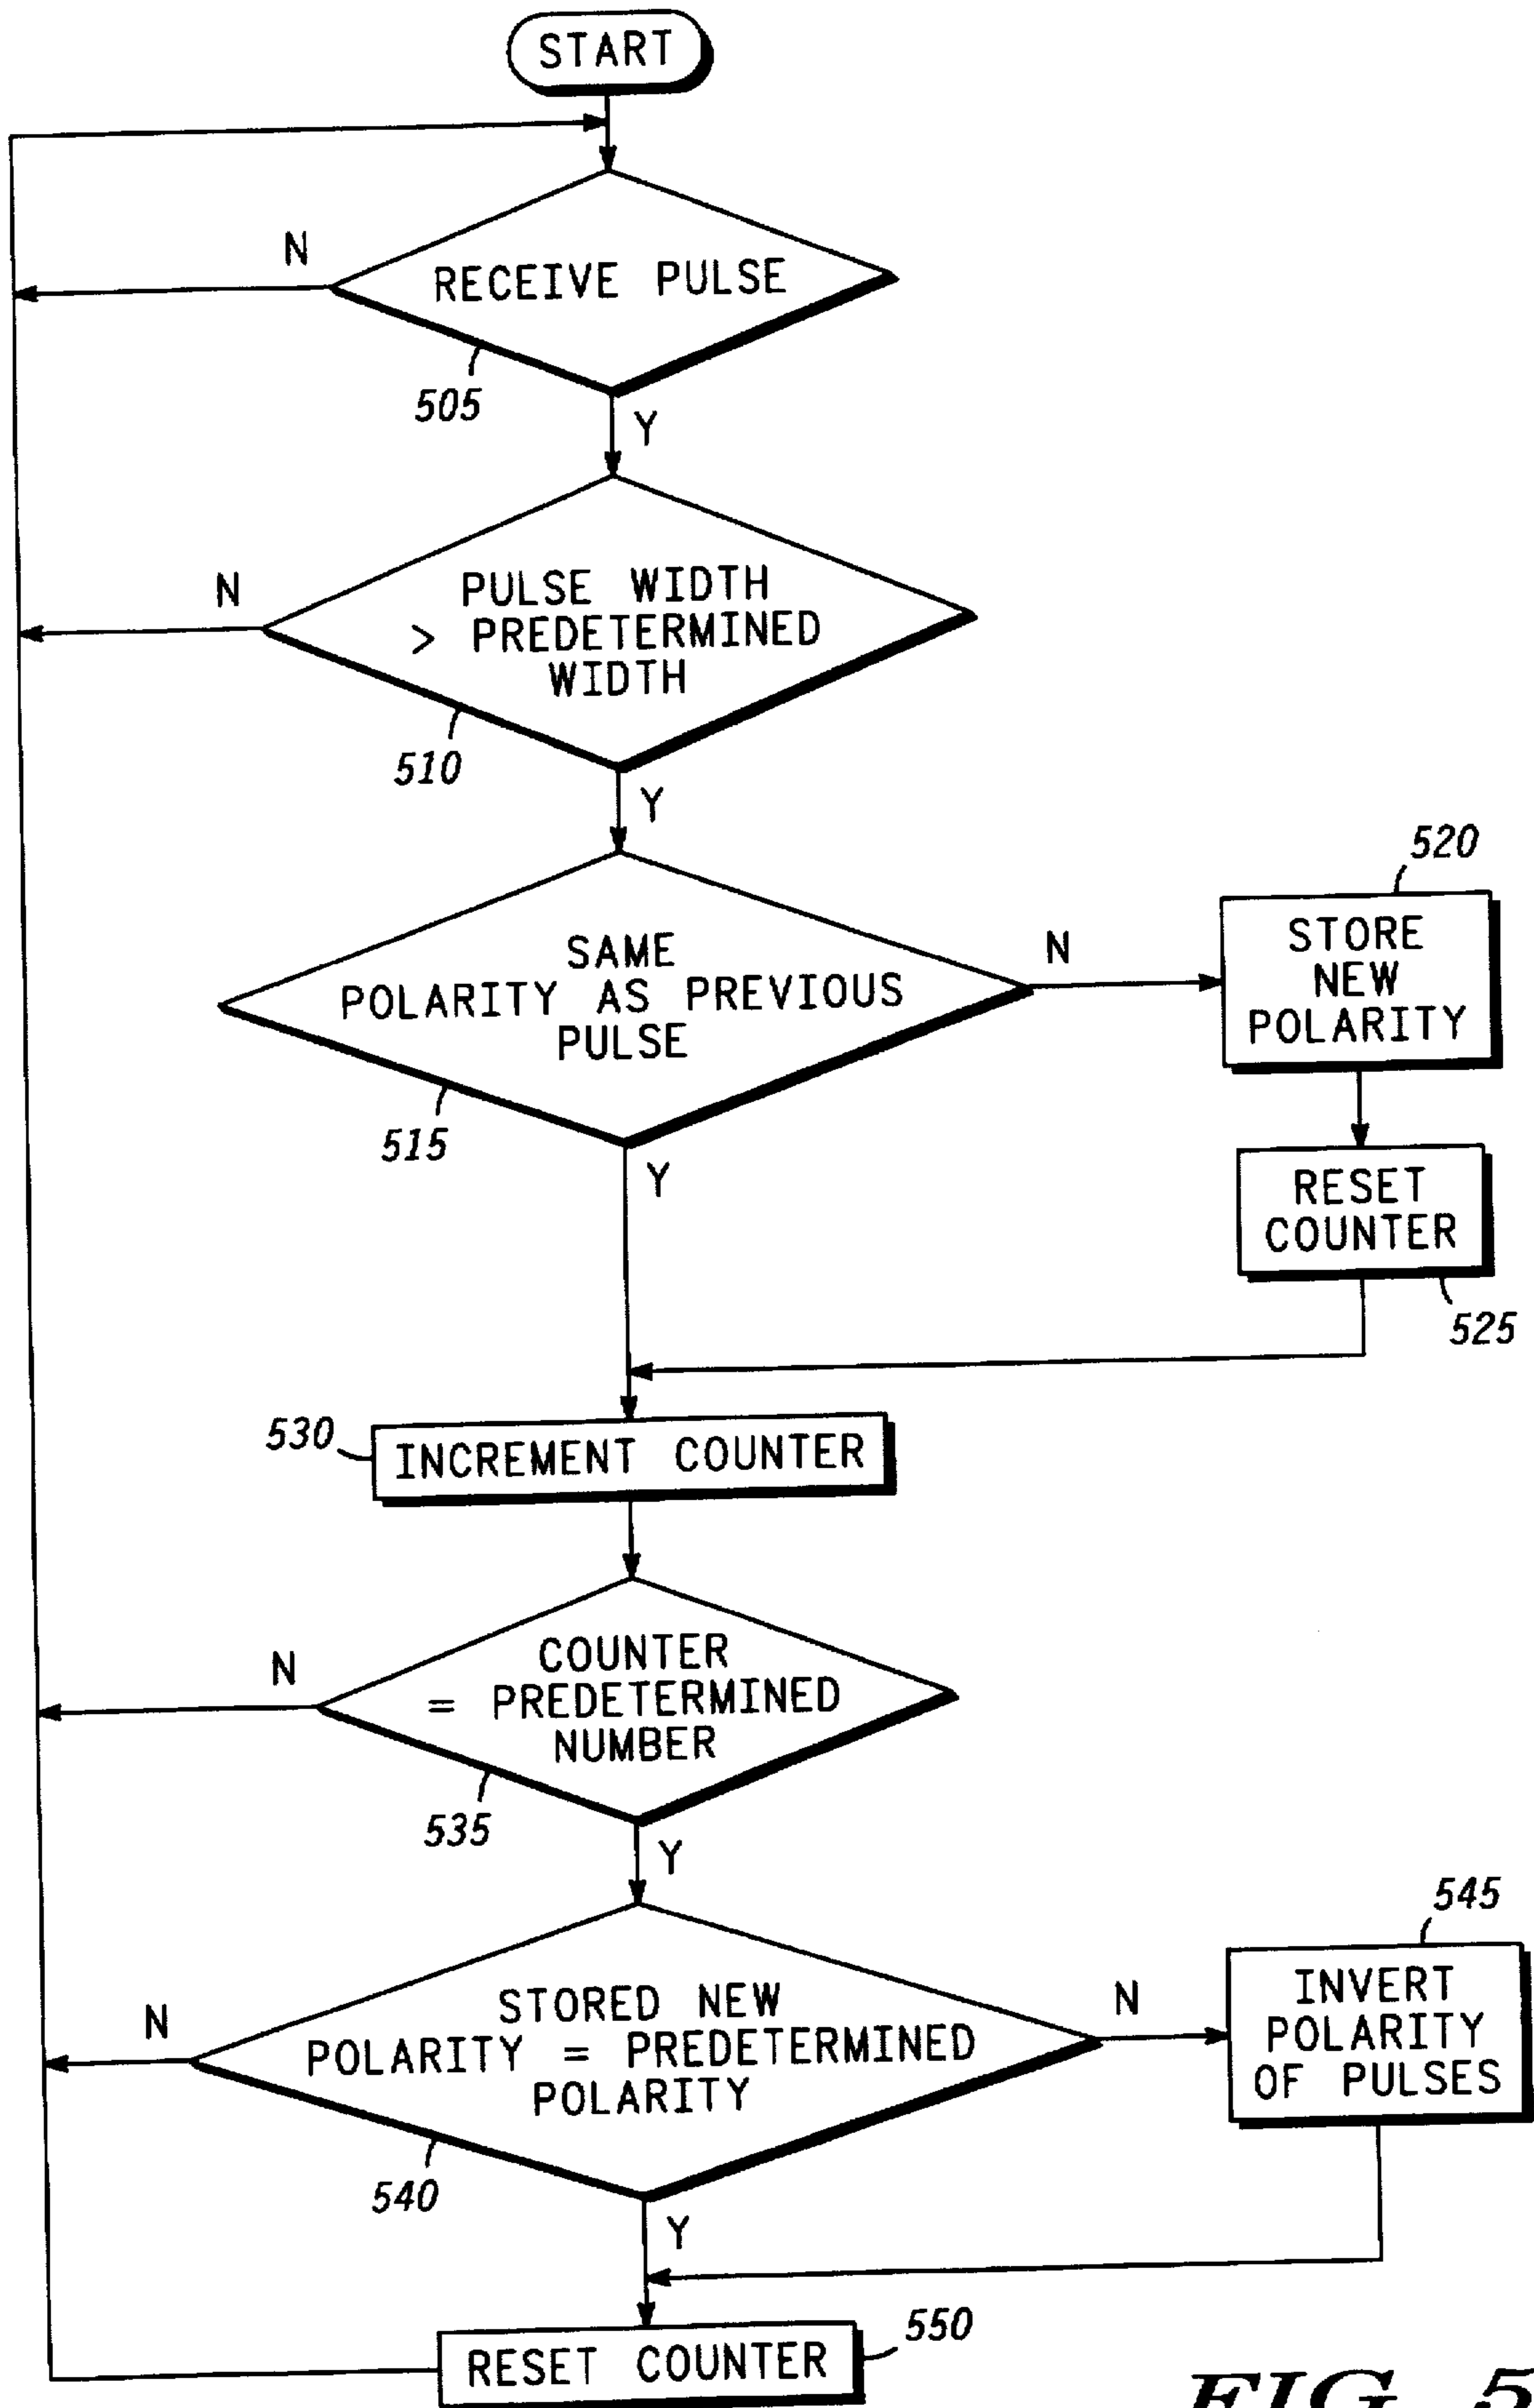 START
N
RECEIVE PULSE
505
Y
N
PULSE WIDTH
> PREDETERMINED
WIDTH
510
Y
520
SAME
POLARITY AS PREVIOUS
PULSE
N
STORE
NEW
POLARITY
515
Y
RESET
COUNTER
525
530
INCREMENT COUNTER
N
COUNTER
= PREDETERMINED
NUMBER
535
Y
545
N
STORED NEW
POLARITY = PREDETERMINED
POLARITY
N
INVERT
POLARITY
OF PULSES
540
Y
550
RESET COUNTER
FIG. 5